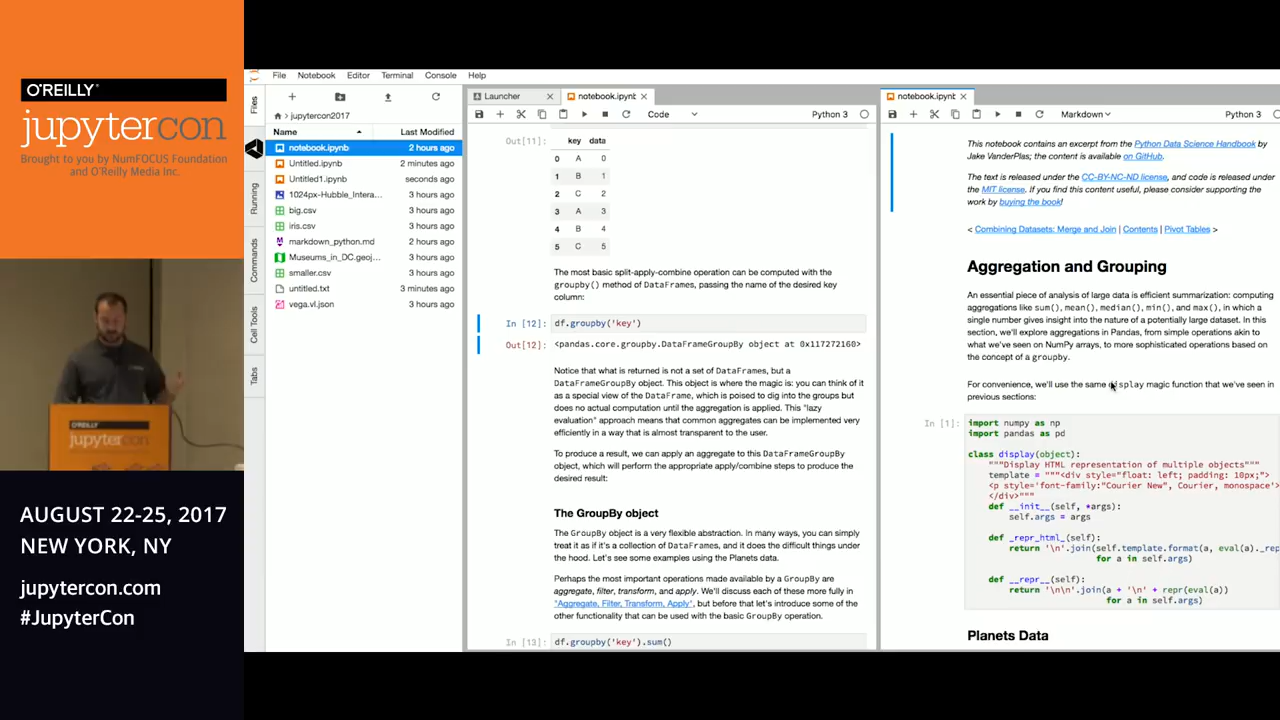 O'REILLY®
jupytercon
Brought to you by NumFOCUS Foundation
and O'Reilly Media Inc.
O'REILLY
jupytercon
AUGUST 22-25, 2017
NEW YORK, NY
jupytercon.com
#JupyterCon
File Notebook Editor Terminal Console Help
Files
Running
Commands
Cell Tools
Tabs
jupytercon2017
Name Last Modified
notebook.ipynb 2 hours ago
Untitled.ipynb 2 minutes ago
Untitled1.ipynb seconds ago
1024px-Hubble_Intera... 3 hours ago
big.csv 3 hours ago
iris.csv 3 hours ago
markdown_python.md 2 hours ago
Museums_in_DC.geoj... 3 hours ago
smaller.csv 3 hours ago
untitled.txt 3 minutes ago
vega.vl.json 3 hours ago
Launcher × notebook.ipynb ×
Code Python 3
Out[11]:
key data
0 A 0
1 B 1
2 C 2
3 A 3
4 B 4
5 C 5
The most basic split-apply-combine operation can be computed with the
groupby() method of DataFrames, passing the name of the desired key
column:
In [12]: df.groupby('key')
Out[12]: <pandas.core.groupby.DataFrameGroupBy object at 0x117272160>
Notice that what is returned is not a set of DataFrames, but a
DataFrameGroupBy object. This object is where the magic is: you can think of it
as a special view of the DataFrame, which is poised to dig into the groups but
does no actual computation until the aggregation is applied. This "lazy
evaluation" approach means that common aggregates can be implemented very
efficiently in a way that is almost transparent to the user.
To produce a result, we can apply an aggregate to this DataFrameGroupBy
object, which will perform the appropriate apply/combine steps to produce the
desired result:
The GroupBy object
The GroupBy object is a very flexible abstraction. In many ways, you can simply
treat it as if it's a collection of DataFrames, and it does the difficult things under
the hood. Let's see some examples using the Planets data.
Perhaps the most important operations made available by a GroupBy are
aggregate, filter, transform, and apply. We'll discuss each of these more fully in
"Aggregate, Filter, Transform, Apply", but before that let's introduce some of the
other functionality that can be used with the basic GroupBy operation.
In [13]: df.groupby('key').sum()
notebook.ipynb ×
Markdown Python 3
This notebook contains an excerpt from the Python Data Science Handbook by
Jake VanderPlas; the content is available on GitHub.
The text is released under the CC-BY-NC-ND license, and code is released under
the MIT license. If you find this content useful, please consider supporting the
work by buying the book!
< Combining Datasets: Merge and Join | Contents | Pivot Tables >
Aggregation and Grouping
An essential piece of analysis of large data is efficient summarization: computing
aggregations like sum(), mean(), median(), min(), and max(), in which a
single number gives insight into the nature of a potentially large dataset. In
this section, we'll explore aggregations in Pandas, from simple operations akin to
what we've seen on NumPy arrays, to more sophisticated operations based on
the concept of a groupby.
For convenience, we'll use the same display magic function that we've seen in
previous sections:
In [1]: import numpy as np
import pandas as pd
class display(object):
"""Display HTML representation of multiple objects"""
template = """<div style="float: left; padding: 10px;">
<p style='font-family:"Courier New", Courier, monospace'>
</div>"""
def __init__(self, *args):
self.args = args
def _repr_html_(self):
return '\n'.join(self.template.format(a, eval(a)._rep
for a in self.args)
def __repr__(self):
return '\n\n'.join(a + '\n' + repr(eval(a))
for a in self.args)
Planets Data